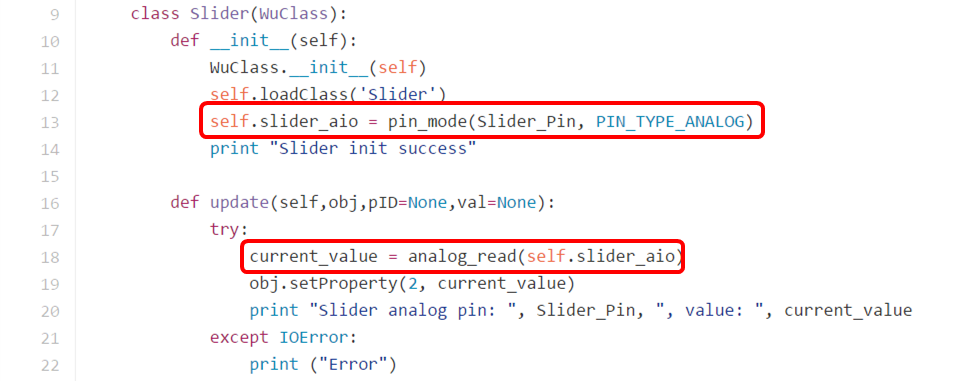 9 class Slider(WuClass):
10 def __init__(self):
11 WuClass.__init__(self)
12 self.loadClass('Slider')
13 self.slider_aio = pin_mode(Slider_Pin, PIN_TYPE_ANALOG)
14 print "Slider init success"
15
16 def update(self,obj,pID=None,val=None):
17 try:
18 current_value = analog_read(self.slider_aio)
19 obj.setProperty(2, current_value)
20 print "Slider analog pin: ", Slider_Pin, ", value: ", current_value
21 except IOError:
22 print ("Error")